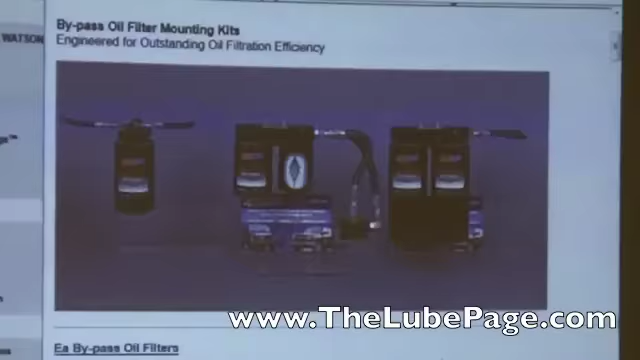 By-pass Oil Filter Mounting Kits
Engineered for Outstanding Oil Filtration Efficiency
WATSON
www.TheLubePage.com
Ea By-pass Oil Filters